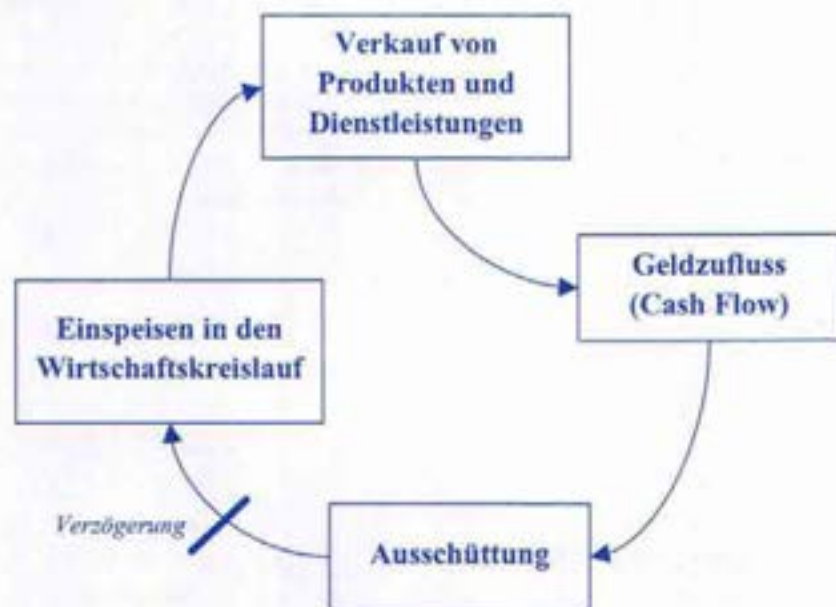 Verkauf von
Produkten und
Dienstleistungen
Geldzufluss
(Cash Flow)
Einspeisen in den
Wirtschaftskreislauf
Verzögerung
Ausschüttung